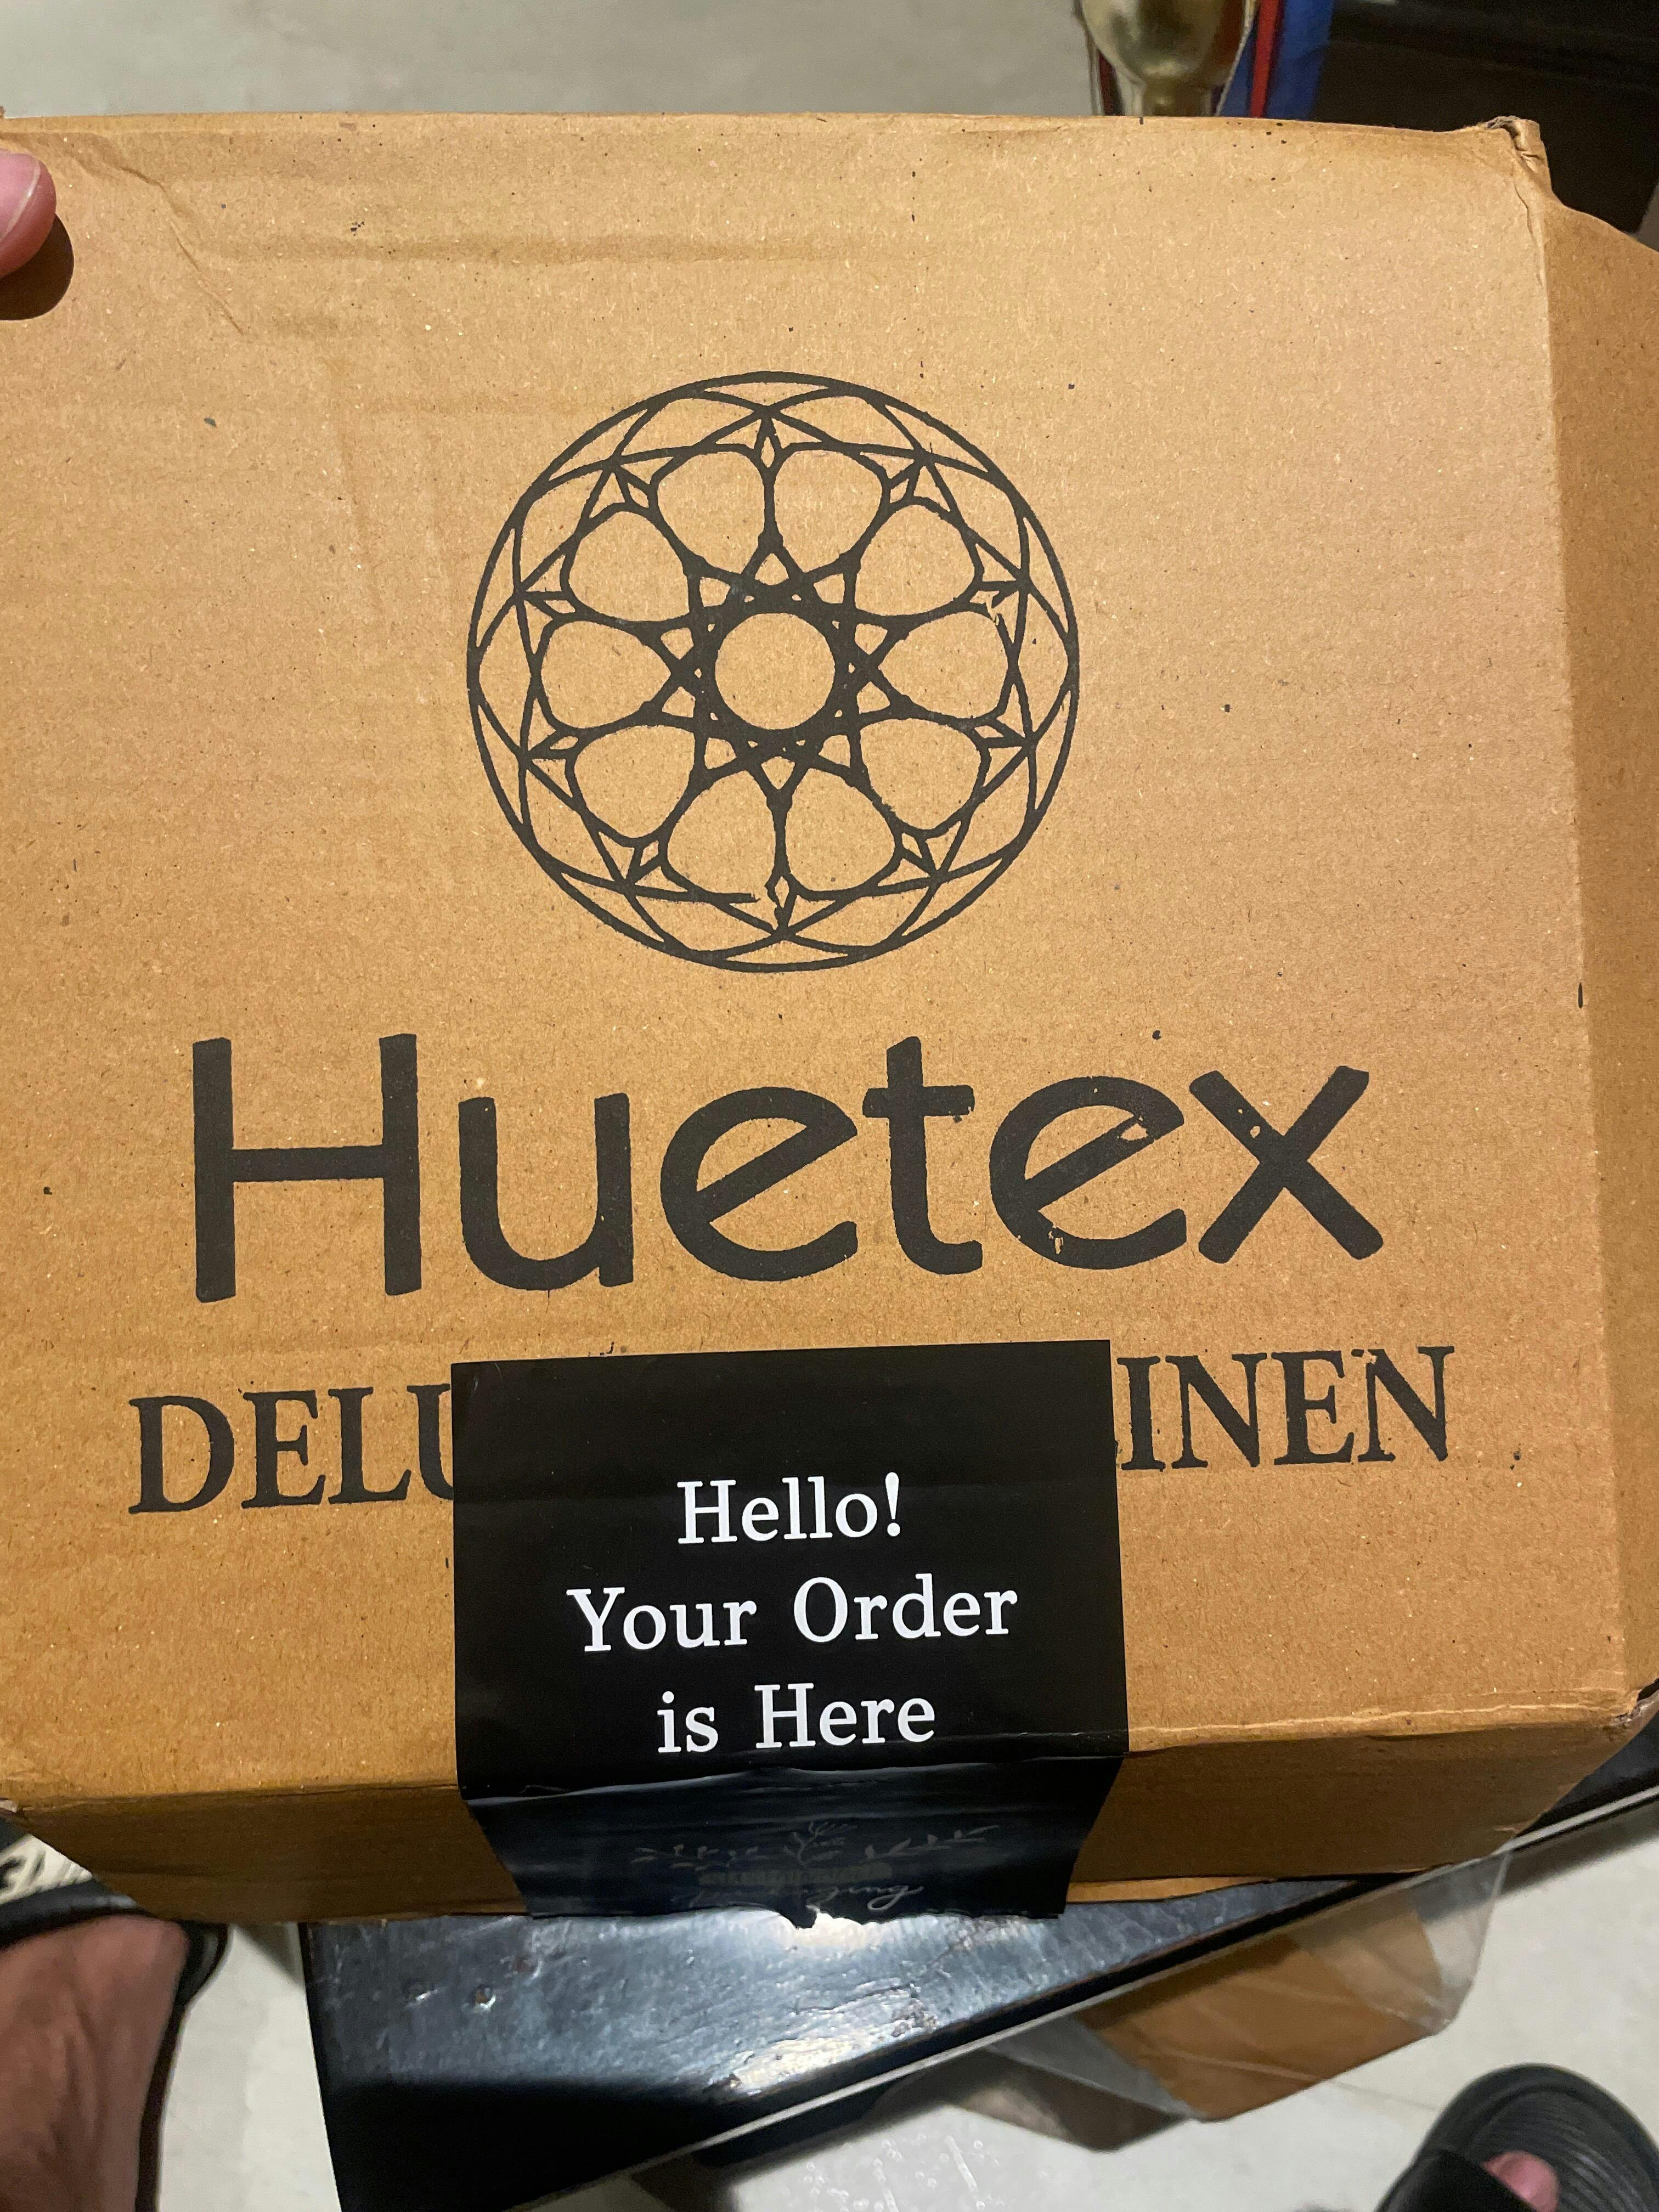 Huetex
DELU INEN
Hello!
Your Order
is Here